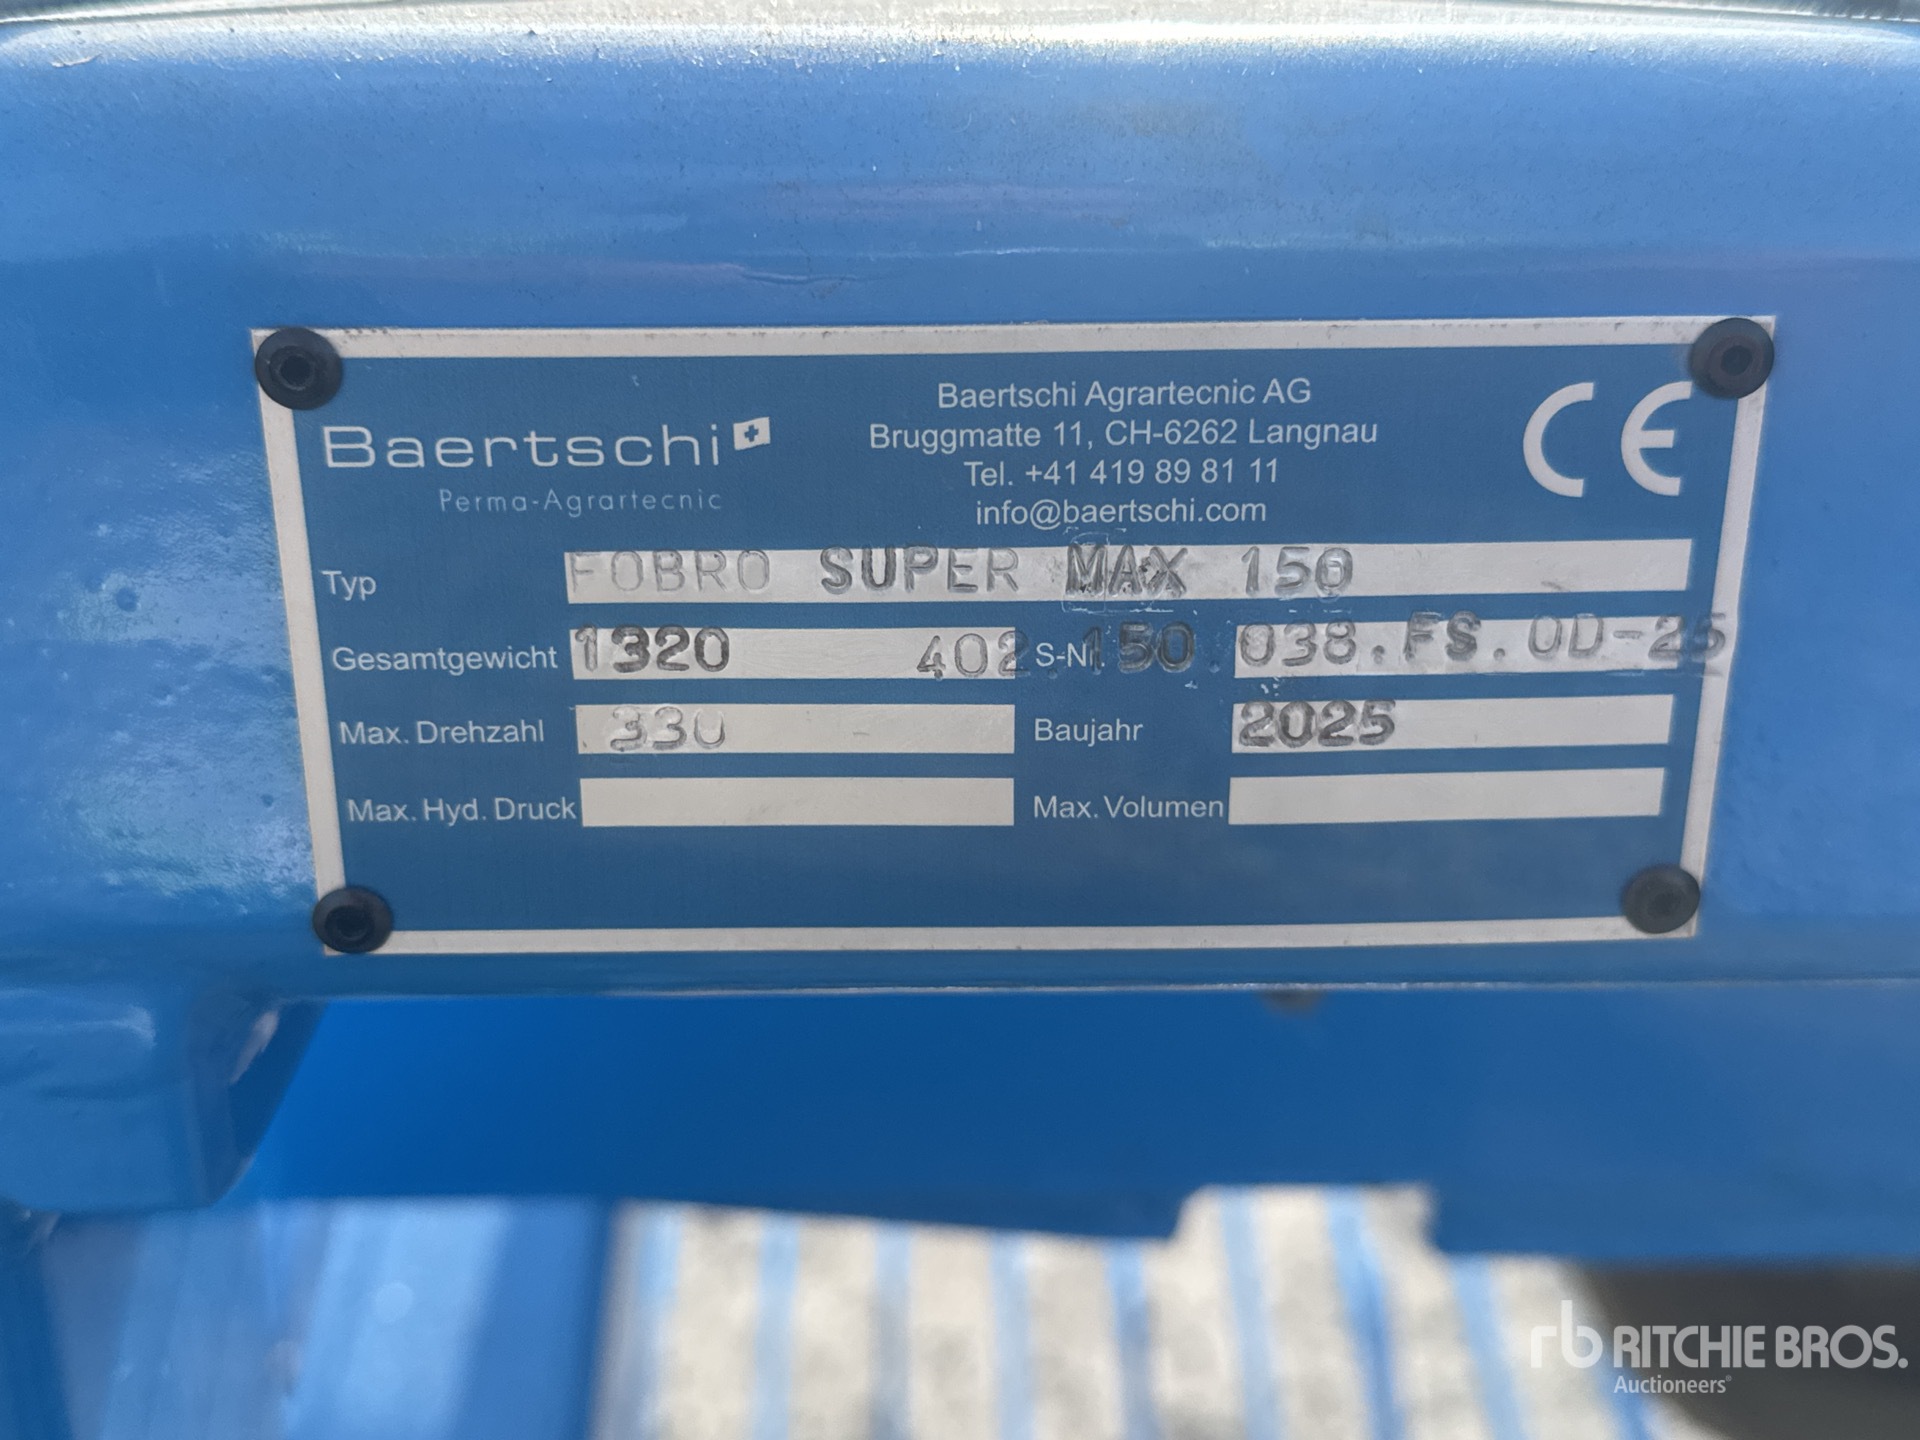 Baertschi
Perma-Agrartecnic
Baertschi Agrartecnic AG
Bruggmatte 11, CH-6262 Langnau
Tel. +41 419 89 81 11
info@baertschi.com
CE
Typ FOBRO SUPER MAX 150
Gesamtgewicht 1320 S-Nr. 402.150.038.FS.OD-25
Max. Drehzahl 330 Baujahr 2025
Max. Hyd. Druck Max. Volumen
rb RITCHIE BROS.
Auctioneers